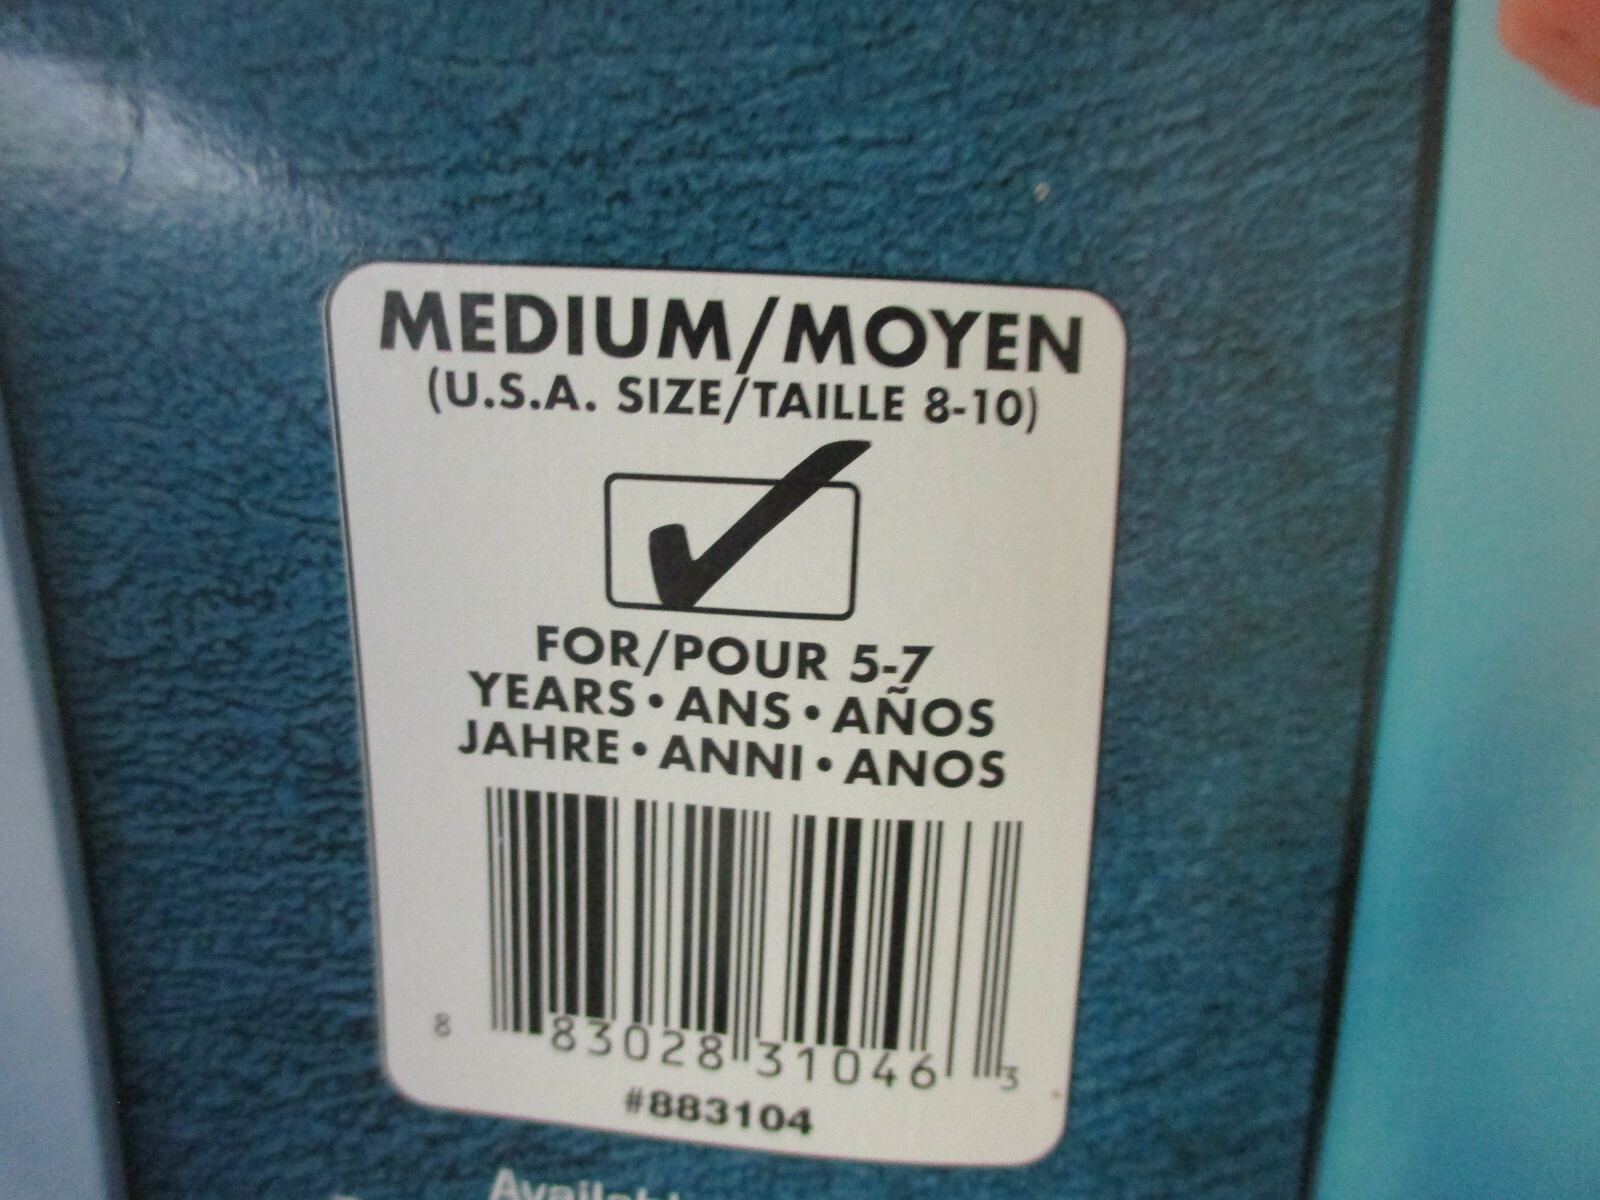 MEDIUM/MOYEN
(U.S.A. SIZE/TAILLE 8-10)
FOR/POUR 5-7
YEARS • ANS • AÑOS
JAHRE • ANNI • ANOS
8 83028 31046 3
#883104